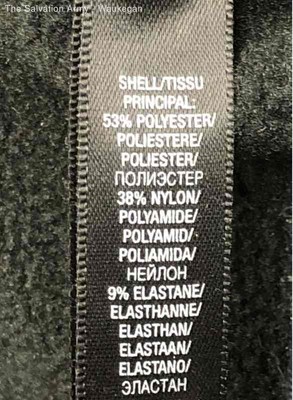 The Salvation Army - Waukegan
SHELL/TISSU
PRINCIPAL:
53% POLYESTER/
POLIESTERE/
POLIESTER/
ПОЛИЭСТЕР
38% NYLON/
POLYAMIDE/
POLYAMID/
POLIAMIDA/
НЕЙЛОН
9% ELASTANE/
ELASTHANNE/
ELASTHAN/
ELASTAAN/
ELASTANO/
ЭЛАСТАН